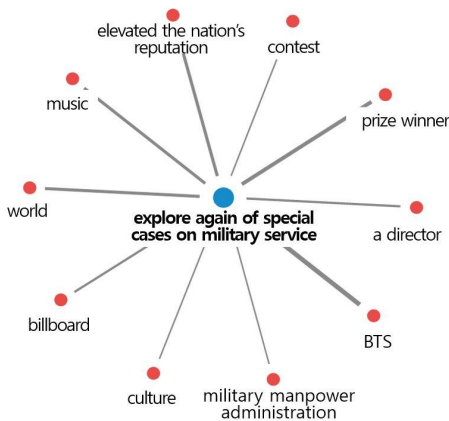 elevated the nation's
reputation
contest
music
prize winner
world
explore again of special
cases on military service
a director
billboard
BTS
culture
military manpower
administration